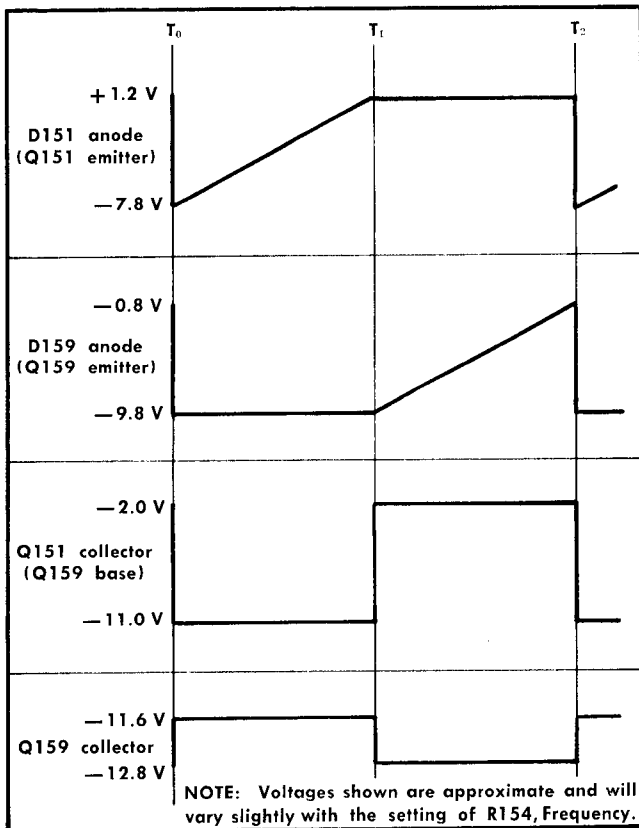 T₀ T₁ T₂
+1.2 V
D151 anode
(Q151 emitter)
—7.8 V
—0.8 V
D159 anode
(Q159 emitter)
—9.8 V
—2.0 V
Q151 collector
(Q159 base)
—11.0 V
—11.6 V
Q159 collector
—12.8 V
NOTE: Voltages shown are approximate and will
vary slightly with the setting of R154, Frequency.